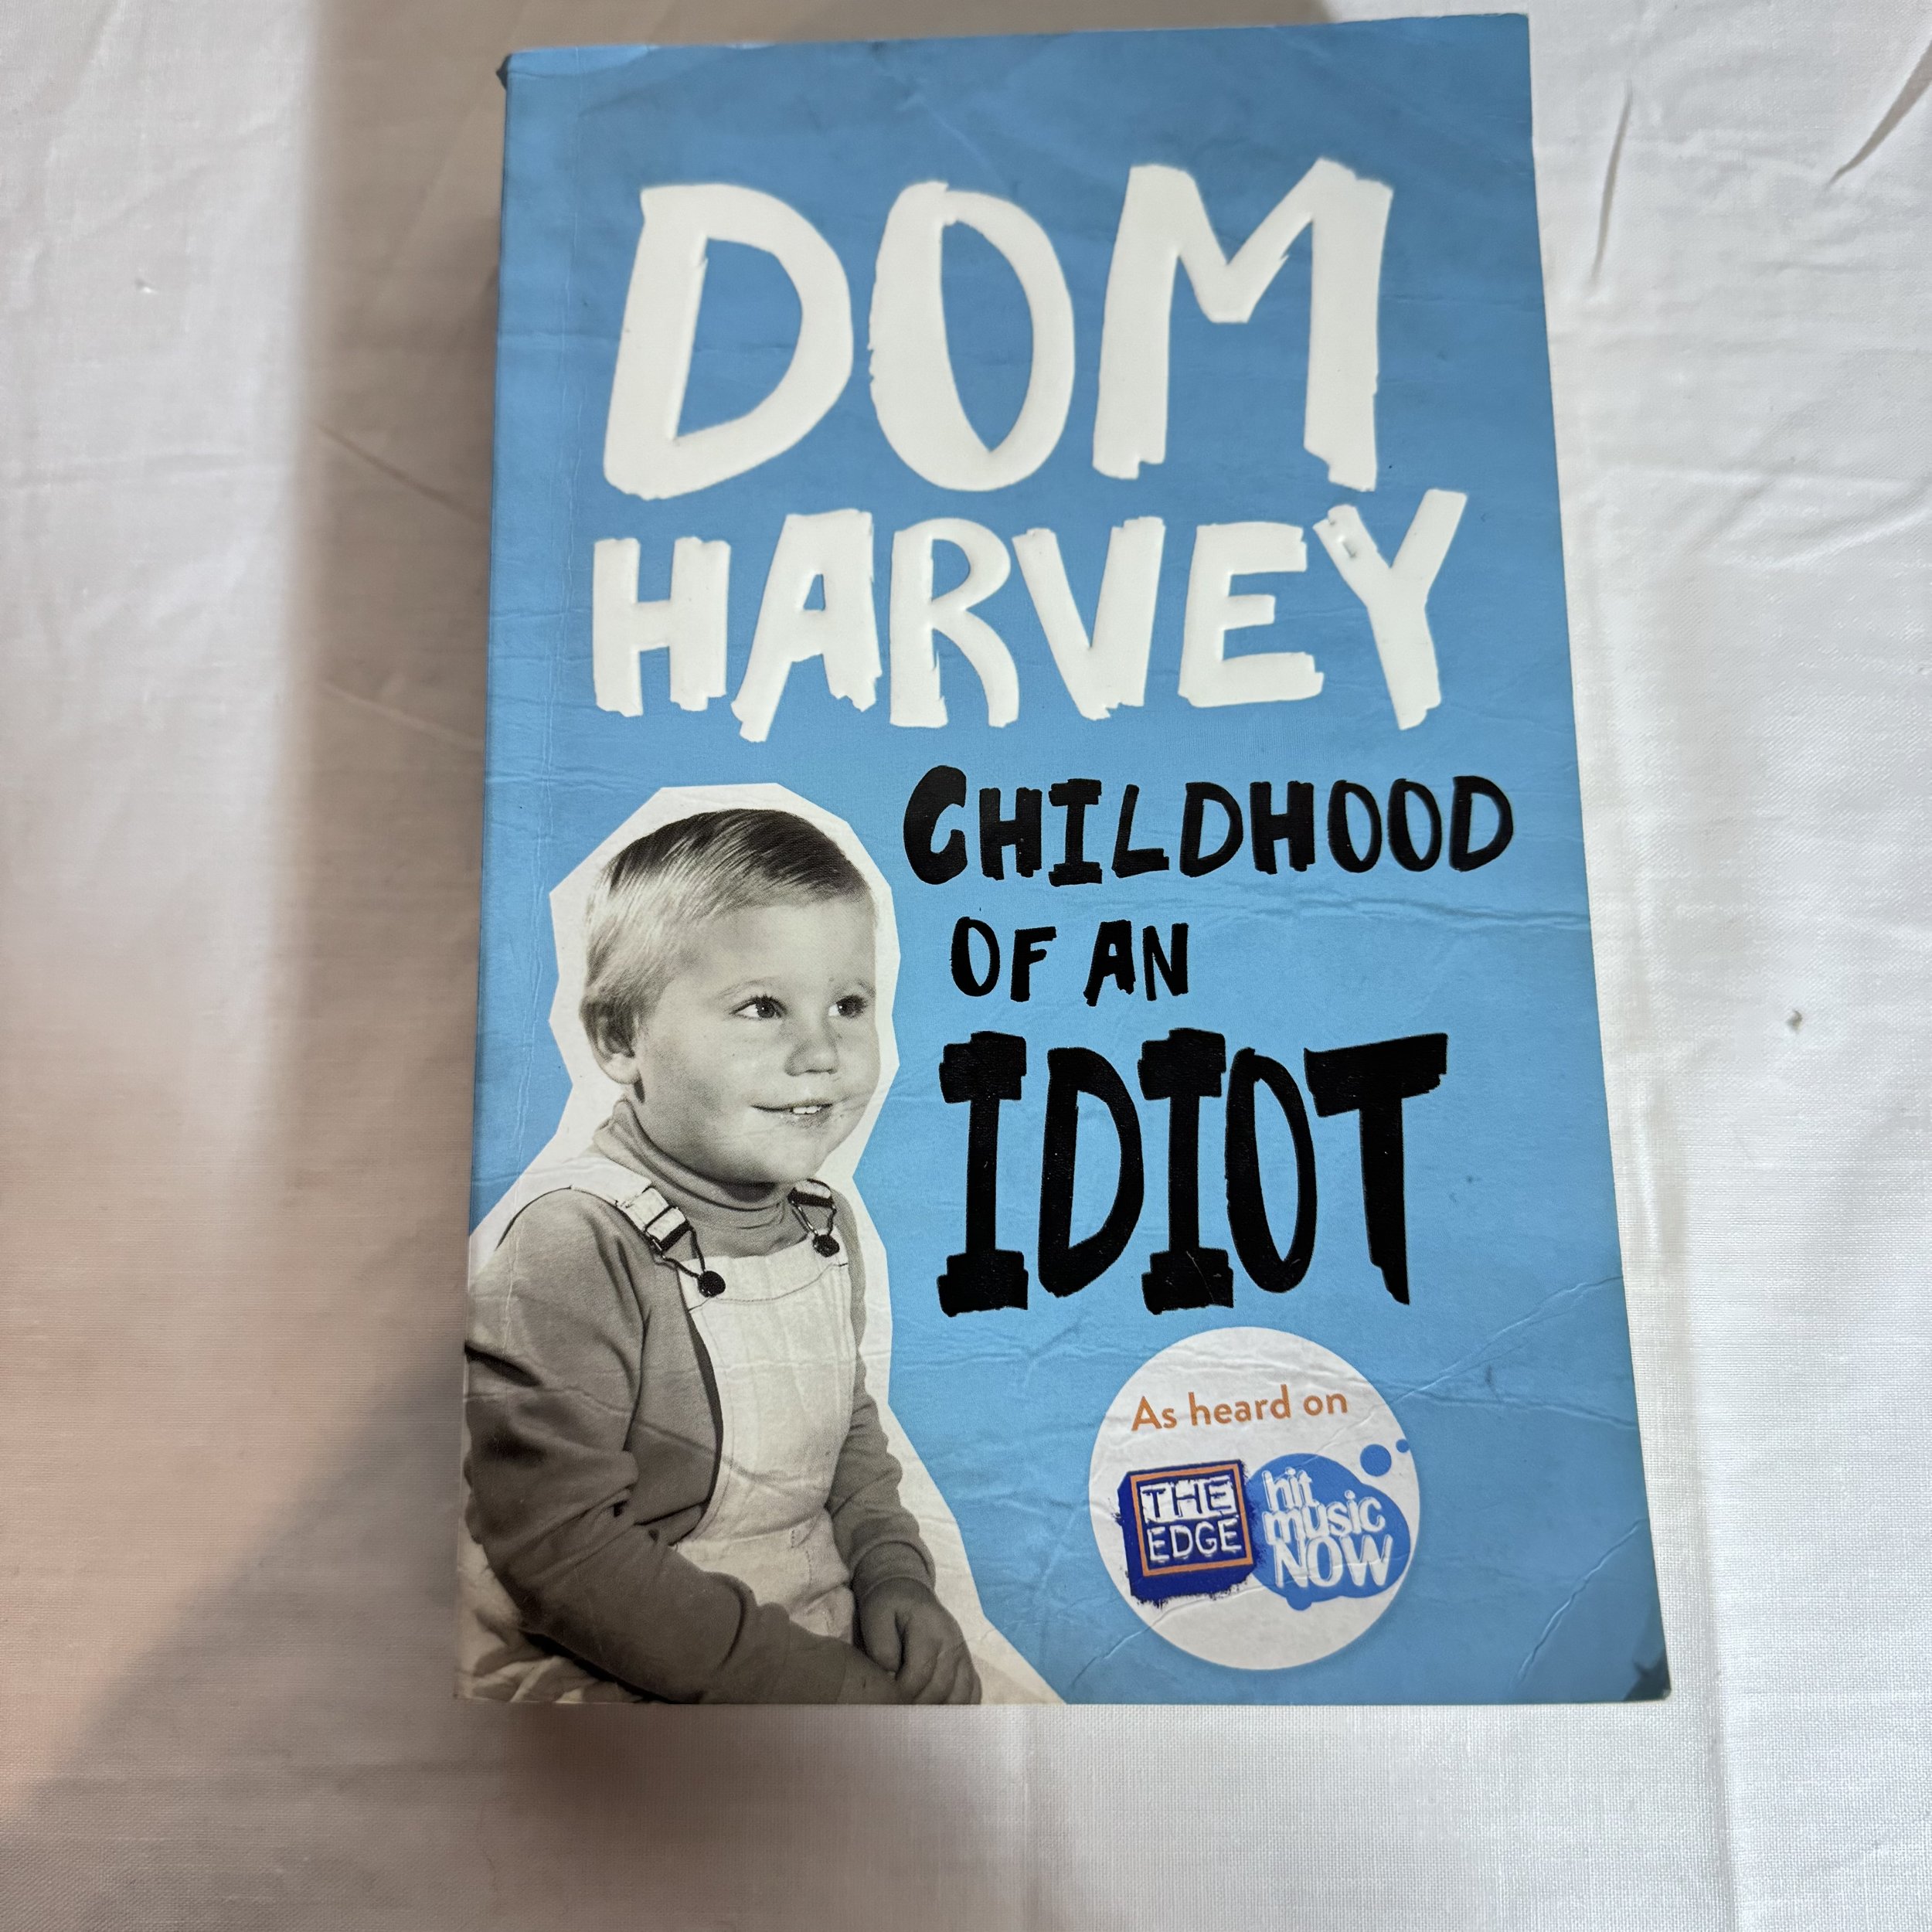 DOM
HARVEY
CHILDHOOD
OF AN
IDIOT
As heard on
THE
EDGE
hit
music
NOW